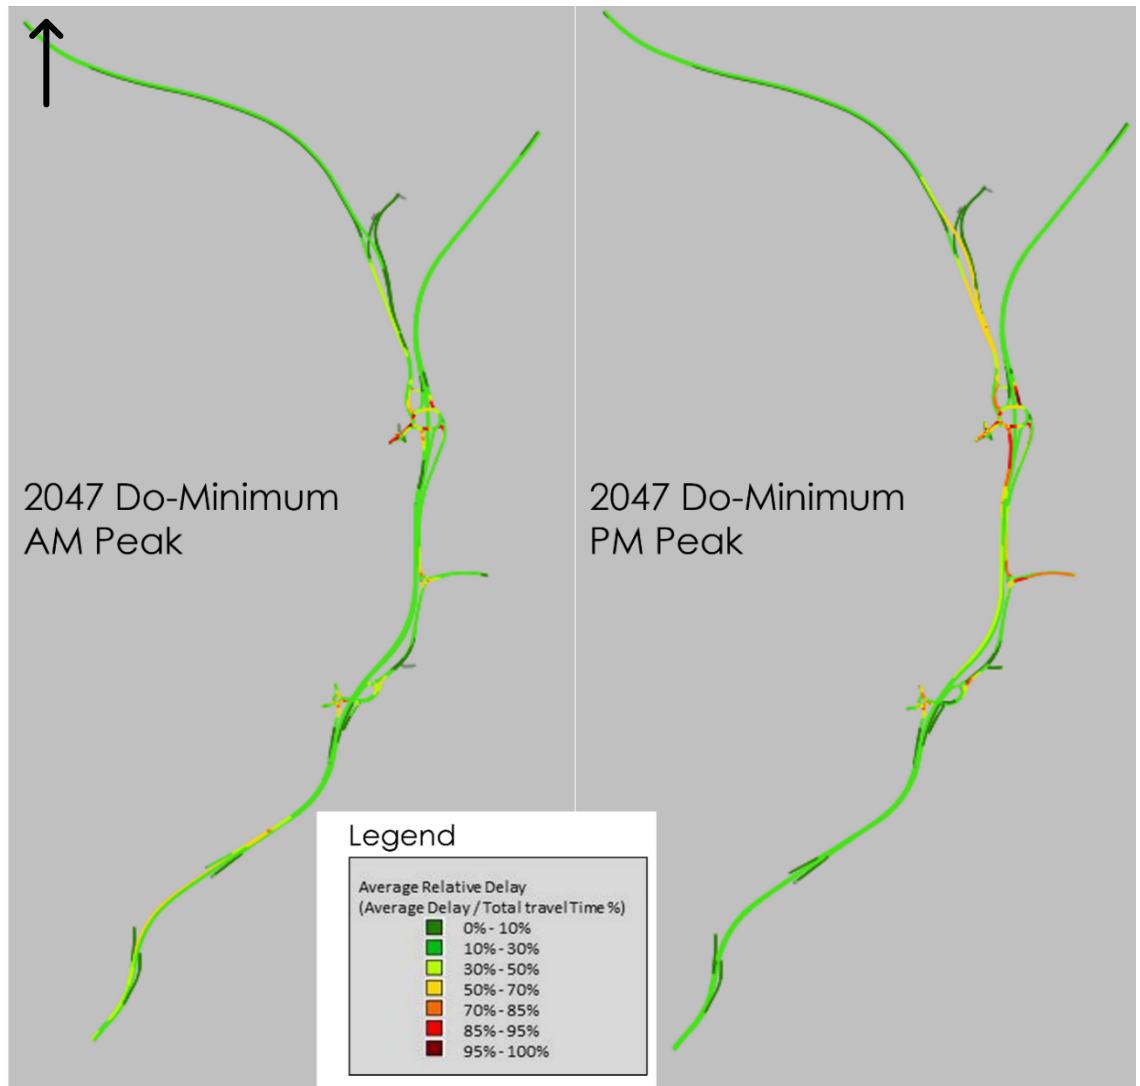 2047 Do-Minimum
AM Peak
2047 Do-Minimum
PM Peak
Legend
Average Relative Delay
(Average Delay / Total travel Time %)
0% - 10%
10% - 30%
30% - 50%
50% - 70%
70% - 85%
85% - 95%
95% - 100%